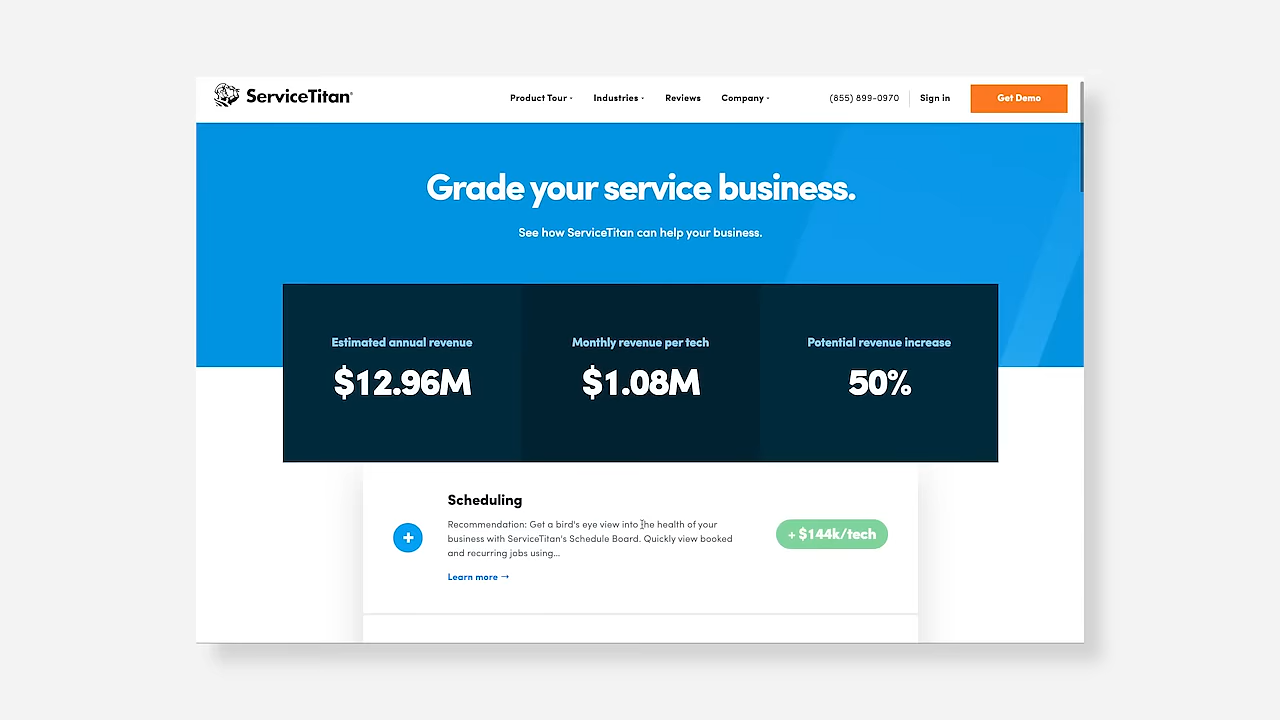 ServiceTitan®
Product Tour
Industries
Reviews
Company
(855) 899-0970
Sign in
Get Demo
Grade your service business.
See how ServiceTitan can help your business.
Estimated annual revenue
$12.96M
Monthly revenue per tech
$1.08M
Potential revenue increase
50%
Scheduling
Recommendation: Get a bird's eye view into the health of your
business with ServiceTitan's Schedule Board. Quickly view booked
and recurring jobs using...
Learn more →
+ $144k/tech